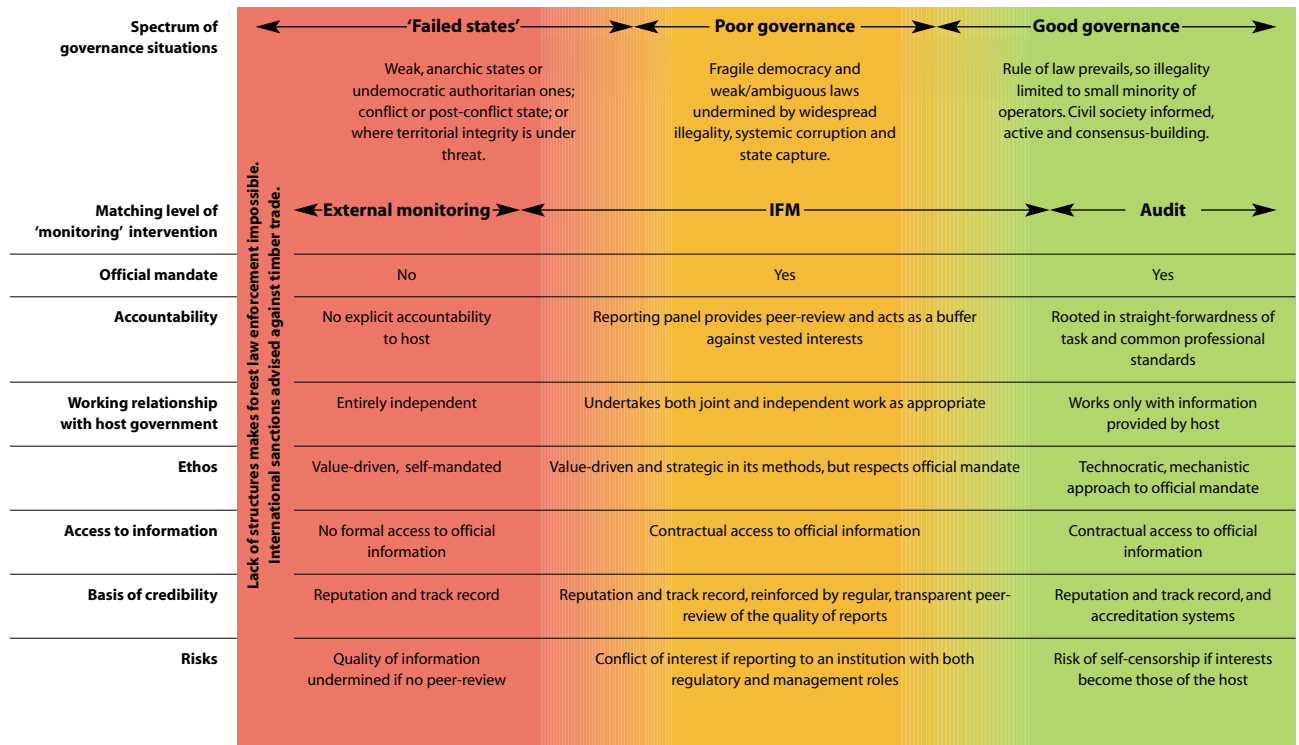 Spectrum of
governance situations
'Failed states'
Poor governance
Good governance
Weak, anarchic states or
undemocratic authoritarian ones;
conflict or post-conflict state; or
where territorial integrity is under
threat.
Fragile democracy and
weak/ambiguous laws
undermined by widespread
illegality, systemic corruption and
state capture.
Rule of law prevails, so illegality
limited to small minority of
operators. Civil society informed,
active and consensus-building.
Lack of structures makes forest law enforcement impossible.
International sanctions advised against timber trade.
Matching level of
'monitoring' intervention
External monitoring
IFM
Audit
Official mandate
No
Yes
Yes
Accountability
No explicit accountability
to host
Reporting panel provides peer-review and acts as a buffer
against vested interests
Rooted in straight-forwardness of
task and common professional
standards
Working relationship
with host government
Entirely independent
Undertakes both joint and independent work as appropriate
Works only with information
provided by host
Ethos
Value-driven, self-mandated
Value-driven and strategic in its methods, but respects official mandate
Technocratic, mechanistic
approach to official mandate
Access to information
No formal access to official
information
Contractual access to official information
Contractual access to official
information
Basis of credibility
Reputation and track record
Reputation and track record, reinforced by regular, transparent peer-
review of the quality of reports
Reputation and track record, and
accreditation systems
Risks
Quality of information
undermined if no peer-review
Conflict of interest if reporting to an institution with both
regulatory and management roles
Risk of self-censorship if interests
become those of the host